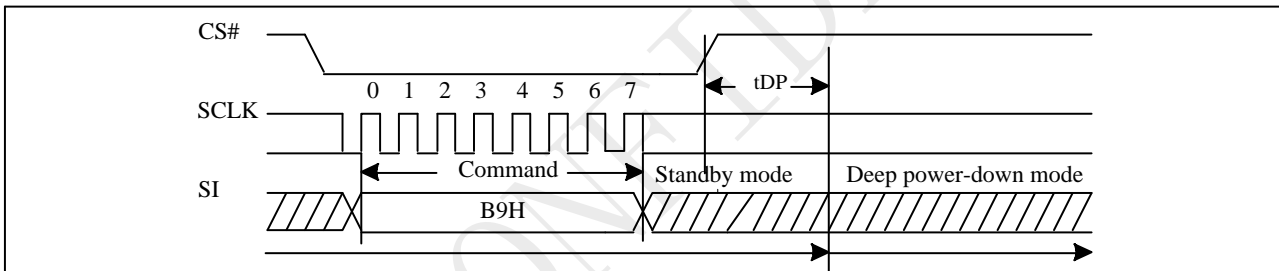 CS#
0 1 2 3 4 5 6 7
tDP
SCLK
Command
Standby mode
Deep power-down mode
SI
B9H